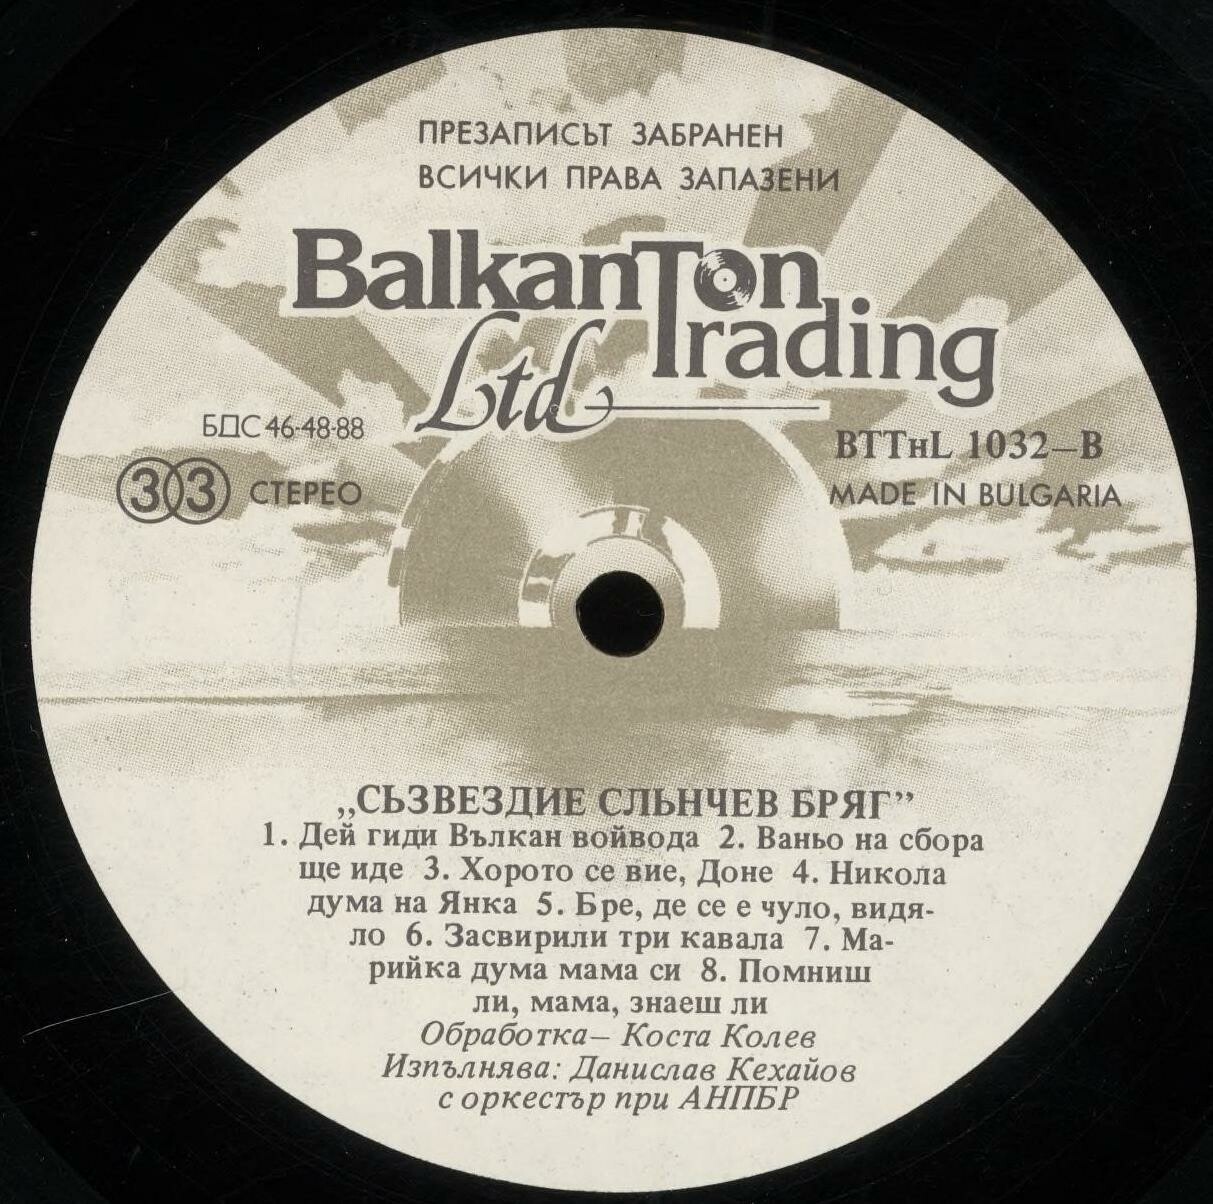 ПРЕЗАПИСЪТ ЗАБРАНЕН
ВСИЧКИ ПРАВА ЗАПАЗЕНИ
BalkanTon
Trading
Ltd
БДС 46-48-88
33 СТЕРЕО
ВТТнL 1032–В
MADE IN BULGARIA
„СЪЗВЕЗДИЕ СЛЪНЧЕВ БРЯГ”
1. Дей гиди Вълкан войвода 2. Ваньо на сбора
ще иде 3. Хорото се вие, Доне 4. Никола
дума на Янка 5. Бре, де се е чуло, видя-
ло 6. Засвирили три кавала 7. Ма-
рийка дума мама си 8. Помниш
ли, мама, знаеш ли
Обработка– Коста Колев
Изпълнява: Данислав Кехайов
с оркестър при АНПБР